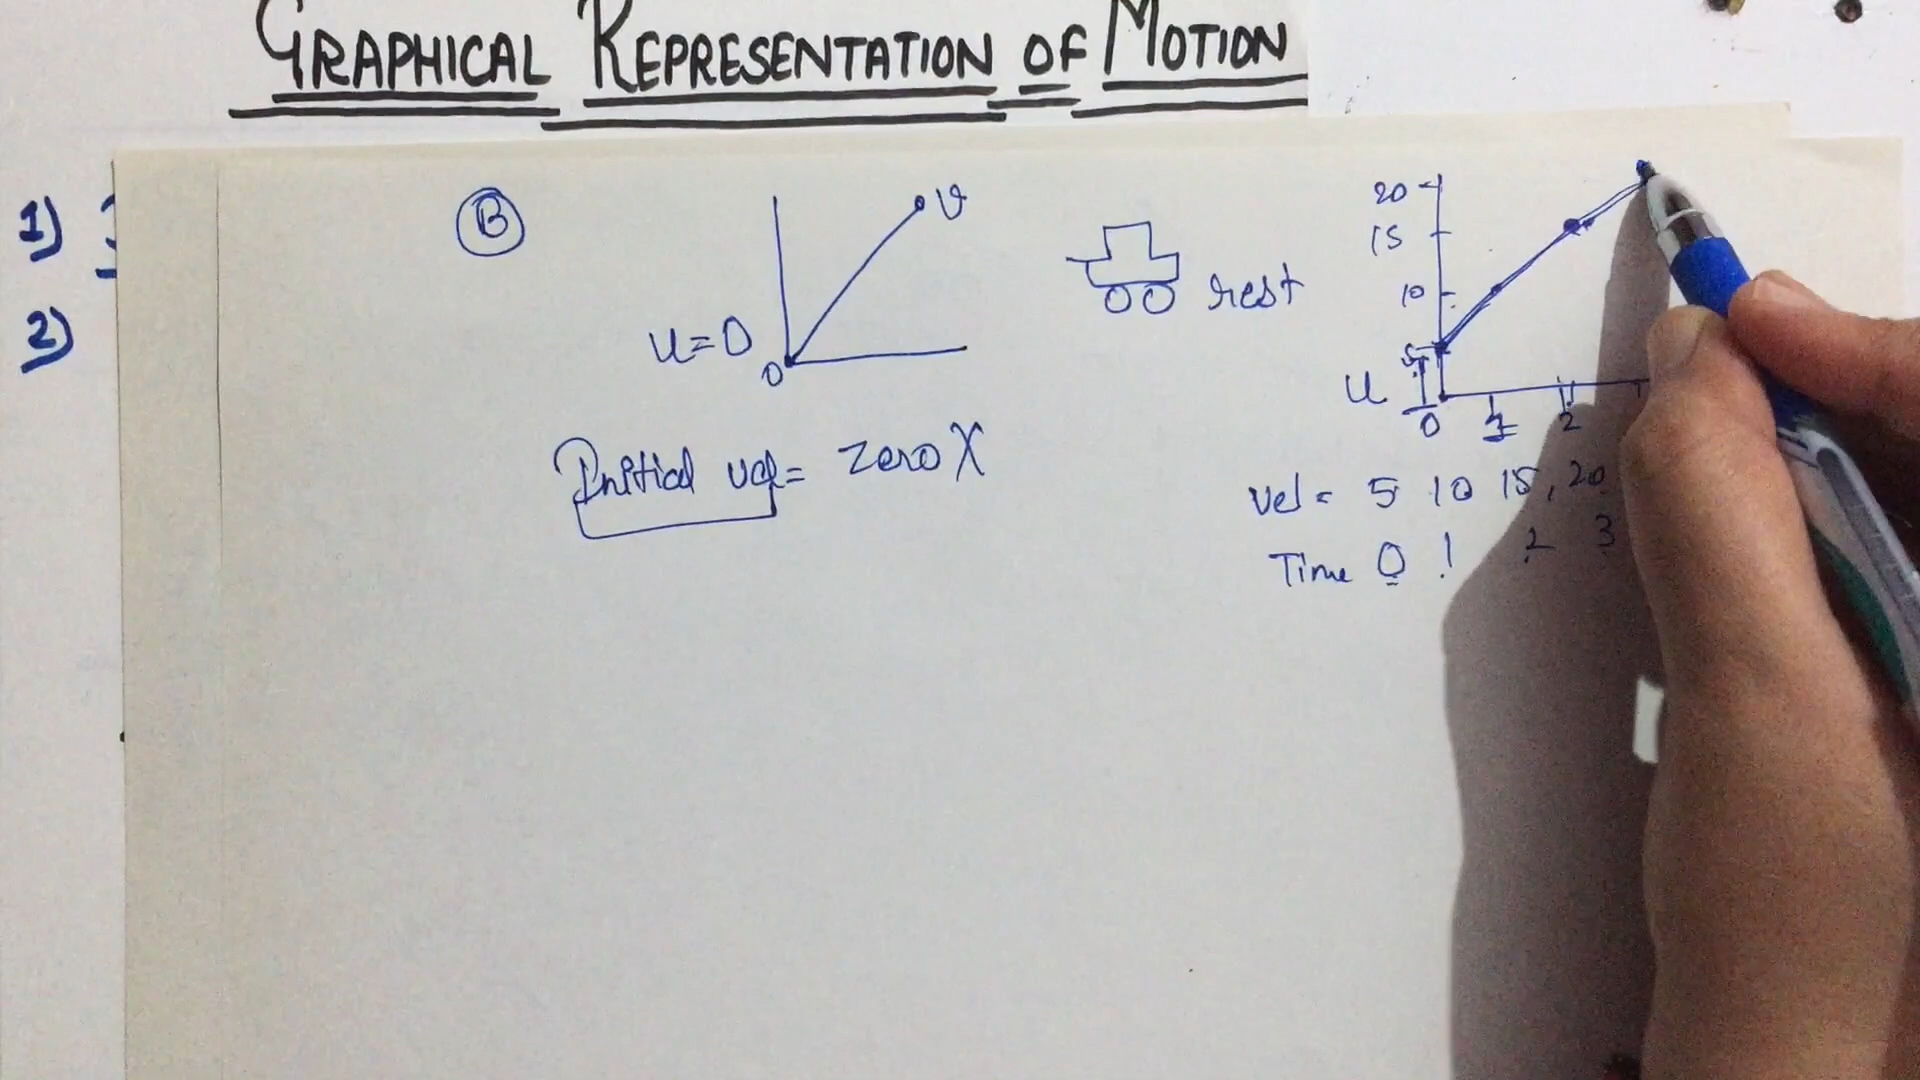 GRAPHICAL REPRESENTATION OF MOTION
1)
2)
B
v
u=0
0
rest
20
15
10
5
u
0 1 2
Initial vel= zero X
Vel = 5 10 15, 20
Time 0 1 2 3